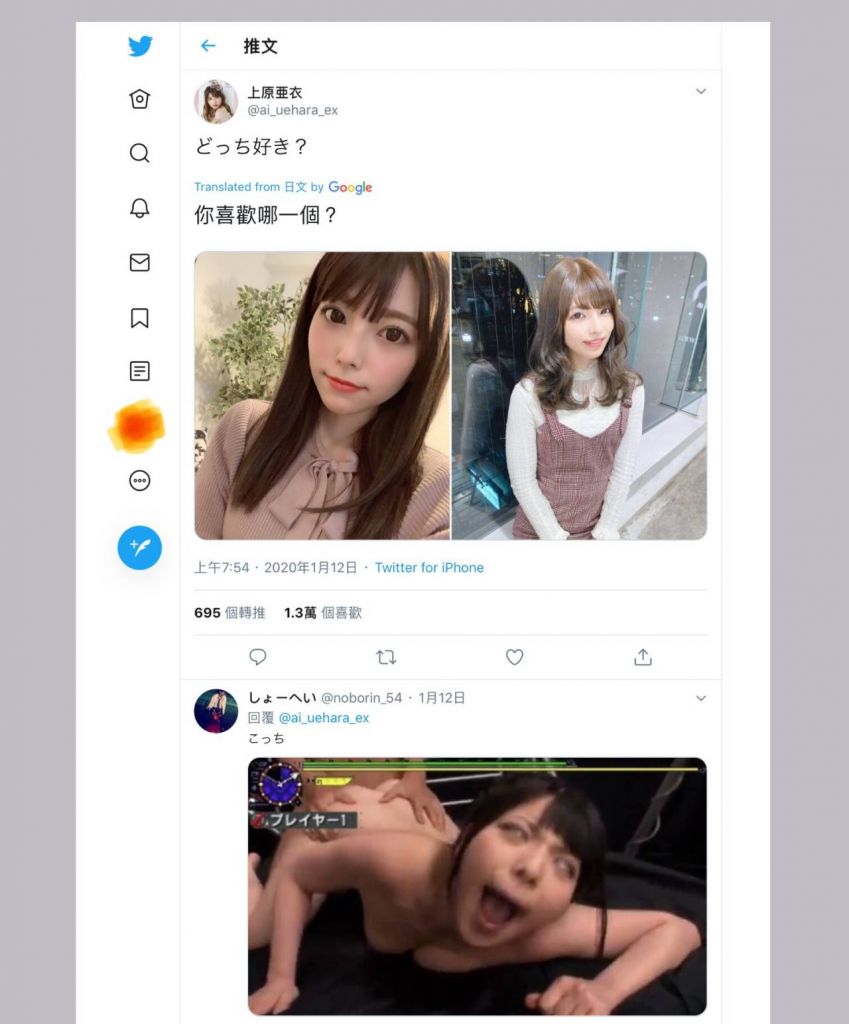 推文
上原亜衣
@ai_uehara_ex
どっち好き？
Translated from 日文 by Google
你喜歡哪一個？
上午7:54 · 2020年1月12日 · Twitter for iPhone
695 個轉推 1.3萬 個喜歡
しょーへい @noborin_54 · 1月12日
回覆 @ai_uehara_ex
こっち
プレイヤー1